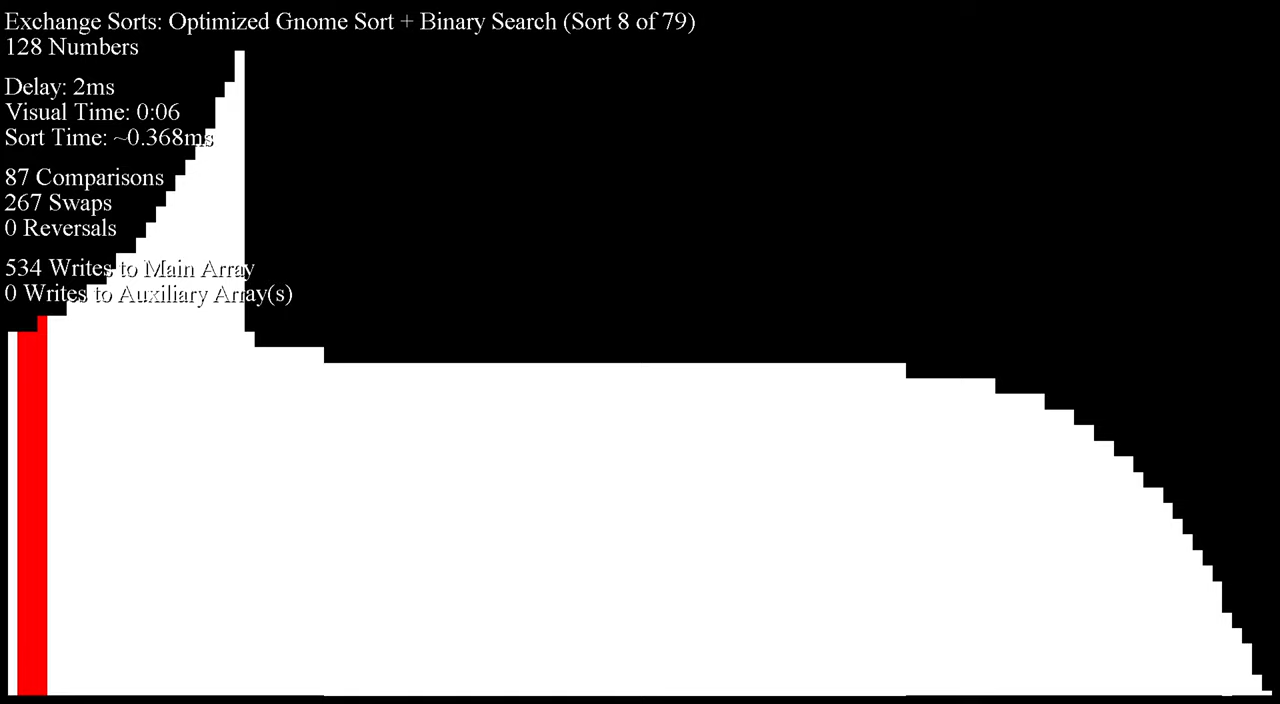 Exchange Sorts: Optimized Gnome Sort + Binary Search (Sort 8 of 79)
128 Numbers
Delay: 2ms
Visual Time: 0:06
Sort Time: ~0.368ms
87 Comparisons
267 Swaps
0 Reversals
534 Writes to Main Array
0 Writes to Auxiliary Array(s)